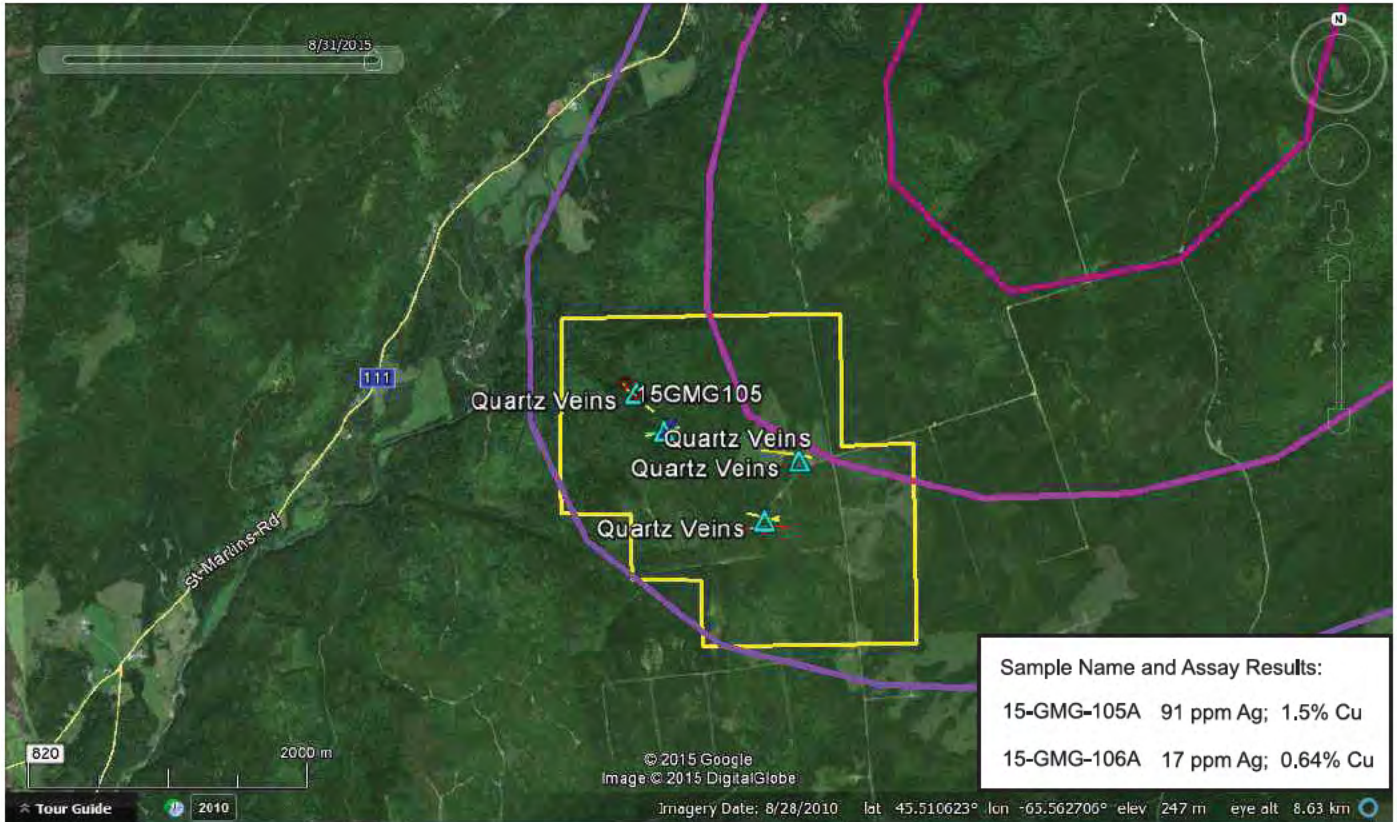 8/31/2015
N
111
Quartz Veins
15GMG105
Quartz Veins
Quartz Veins
Quartz Veins
St-Martins-Rd
Sample Name and Assay Results:
15-GMG-105A 91 ppm Ag; 1.5% Cu
15-GMG-106A 17 ppm Ag; 0.64% Cu
820
2000 m
© 2015 Google
Image © 2015 DigitalGlobe
Tour Guide
2010
Imagery Date: 8/28/2010 lat 45.510623° lon -65.562706° elev 247 m eye alt 8.63 km